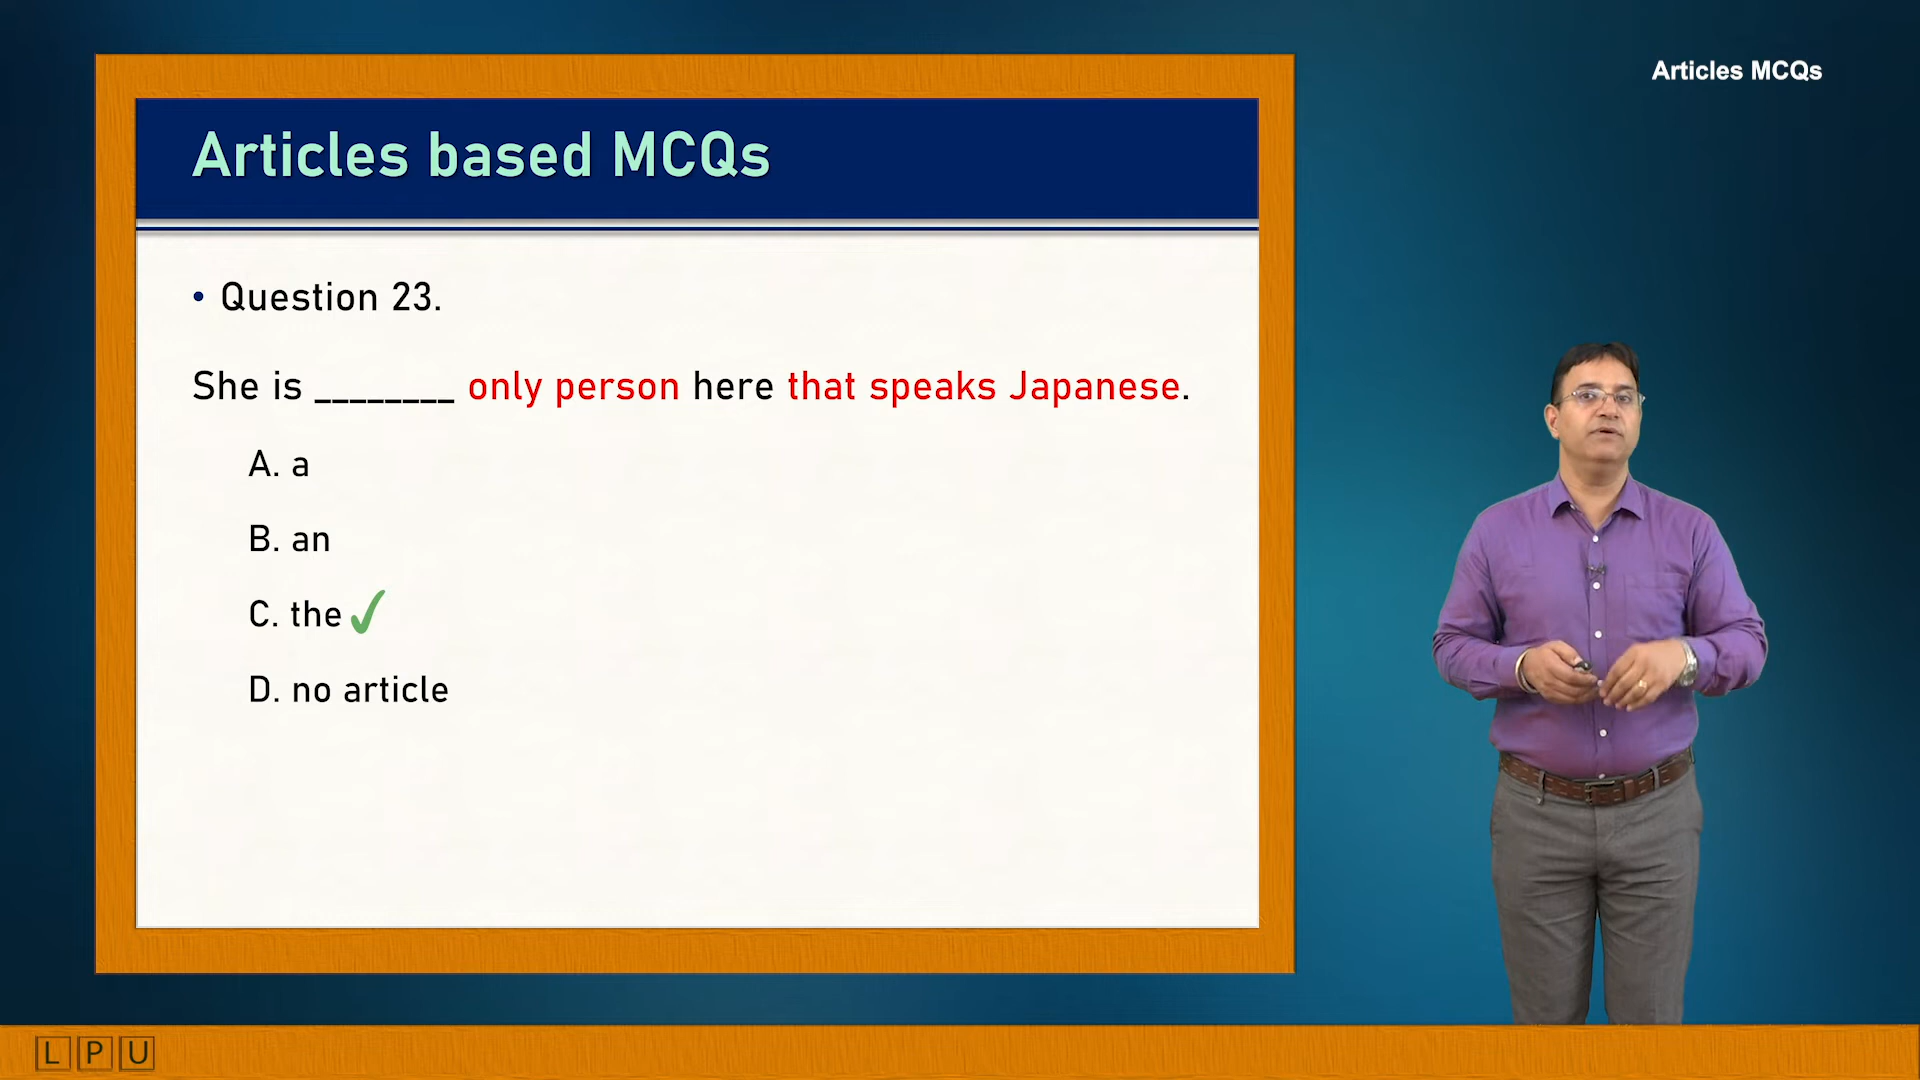 Articles MCQs
Articles based MCQs
• Question 23.
She is ________ only person here that speaks Japanese.
A. a
B. an
C. the
D. no article
LPU